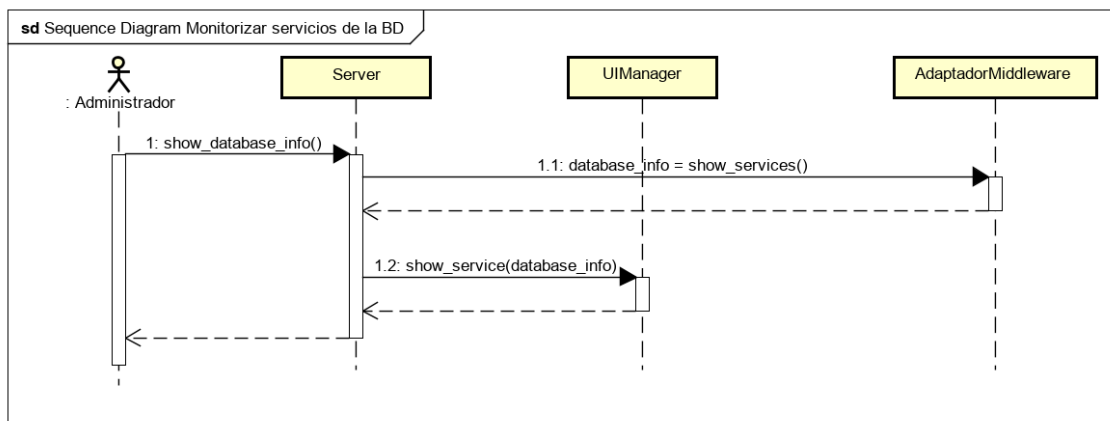 sd Sequence Diagram Monitorizar servicios de la BD
Server
UIManager
AdaptadorMiddleware
: Administrador
1: show_database_info()
1.1: database_info = show_services()
1.2: show_service(database_info)